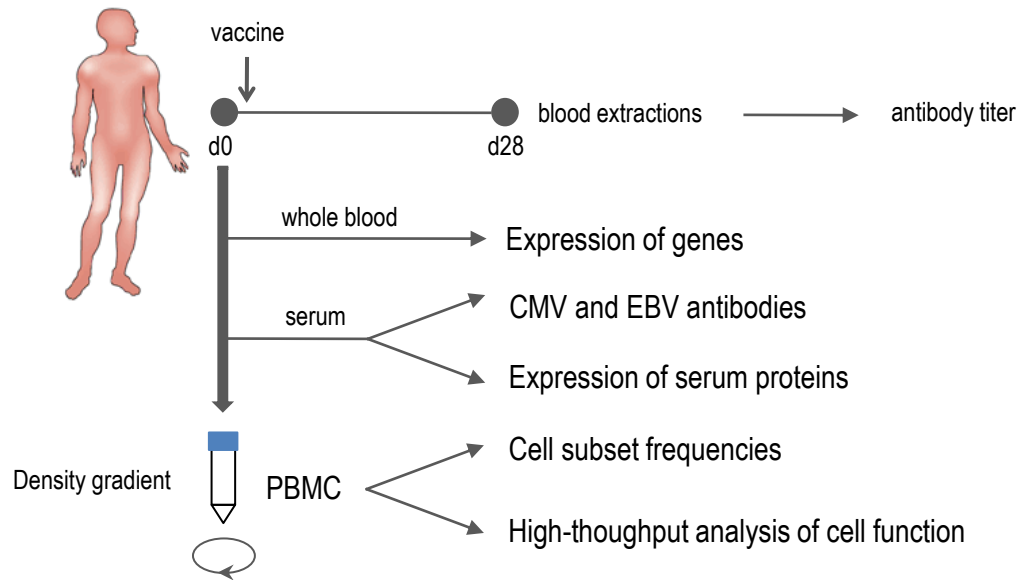 vaccine
d0
d28
blood extractions
antibody titer
whole blood
Expression of genes
serum
CMV and EBV antibodies
Expression of serum proteins
Density gradient
PBMC
Cell subset frequencies
High-thoughput analysis of cell function